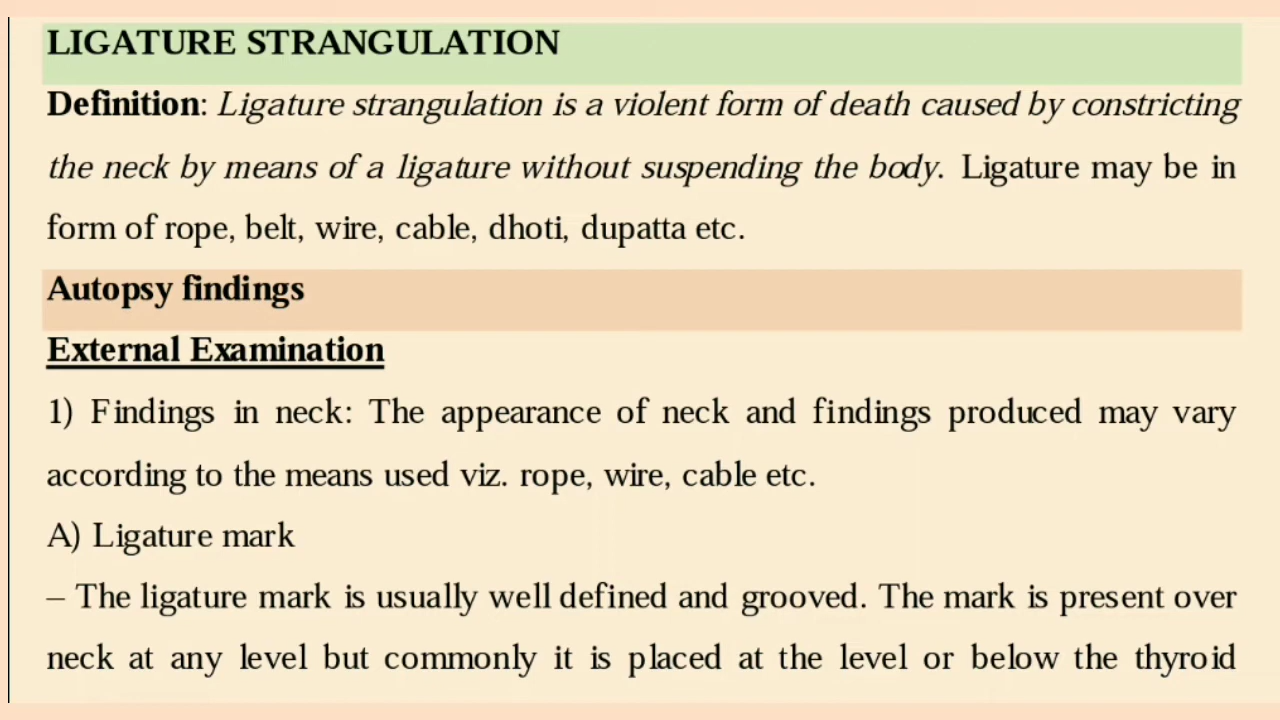 LIGATURE STRANGULATION
Definition: Ligature strangulation is a violent form of death caused by constricting
the neck by means of a ligature without suspending the body. Ligature may be in
form of rope, belt, wire, cable, dhoti, dupatta etc.
Autopsy findings
External Examination
1) Findings in neck: The appearance of neck and findings produced may vary
according to the means used viz. rope, wire, cable etc.
A) Ligature mark
– The ligature mark is usually well defined and grooved. The mark is present over
neck at any level but commonly it is placed at the level or below the thyroid